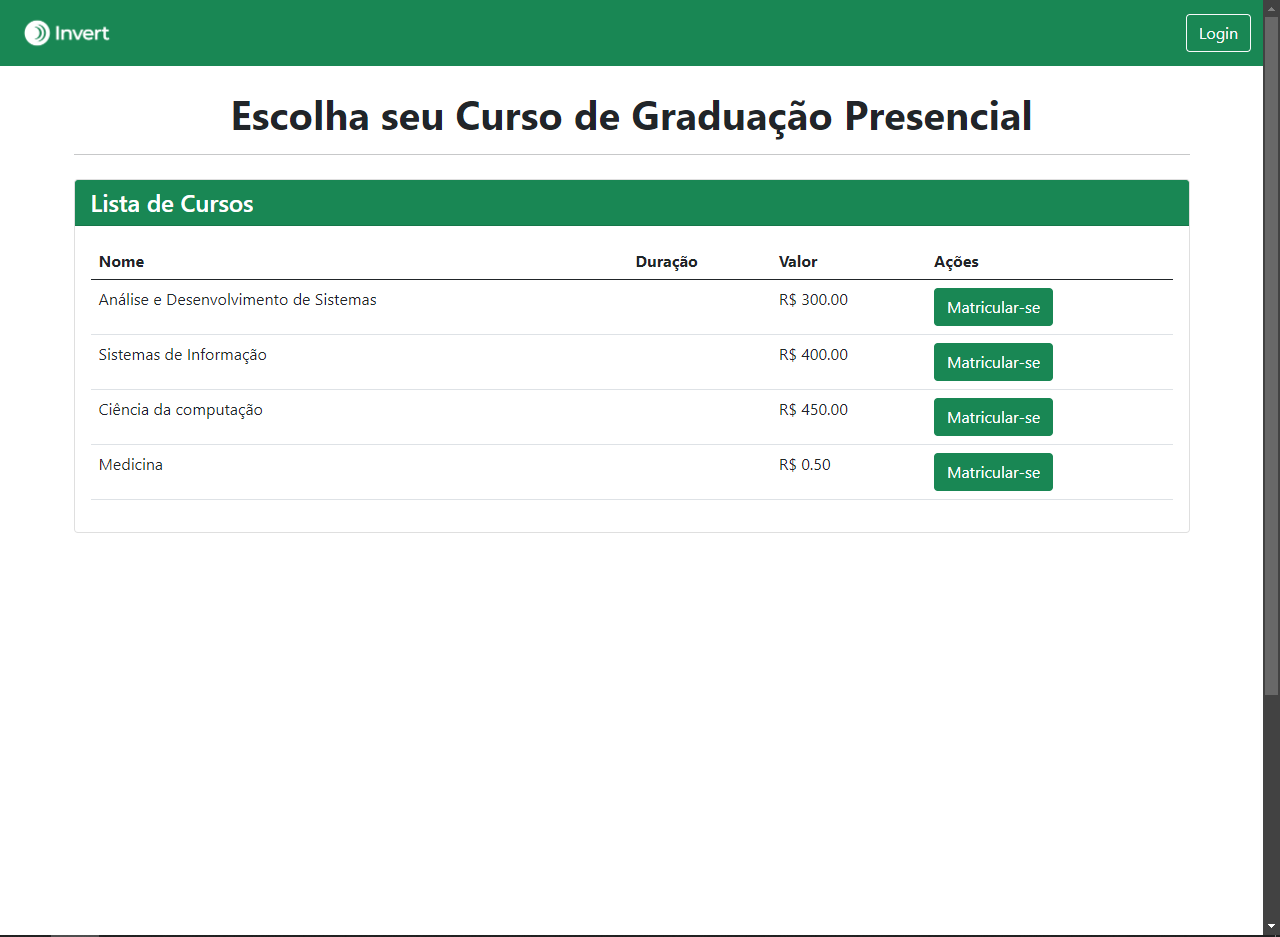 Invert
Login
Escolha seu Curso de Graduação Presencial
Lista de Cursos
Nome Duração Valor Ações
Análise e Desenvolvimento de Sistemas R$ 300.00 Matricular-se
Sistemas de Informação R$ 400.00 Matricular-se
Ciência da computação R$ 450.00 Matricular-se
Medicina R$ 0.50 Matricular-se